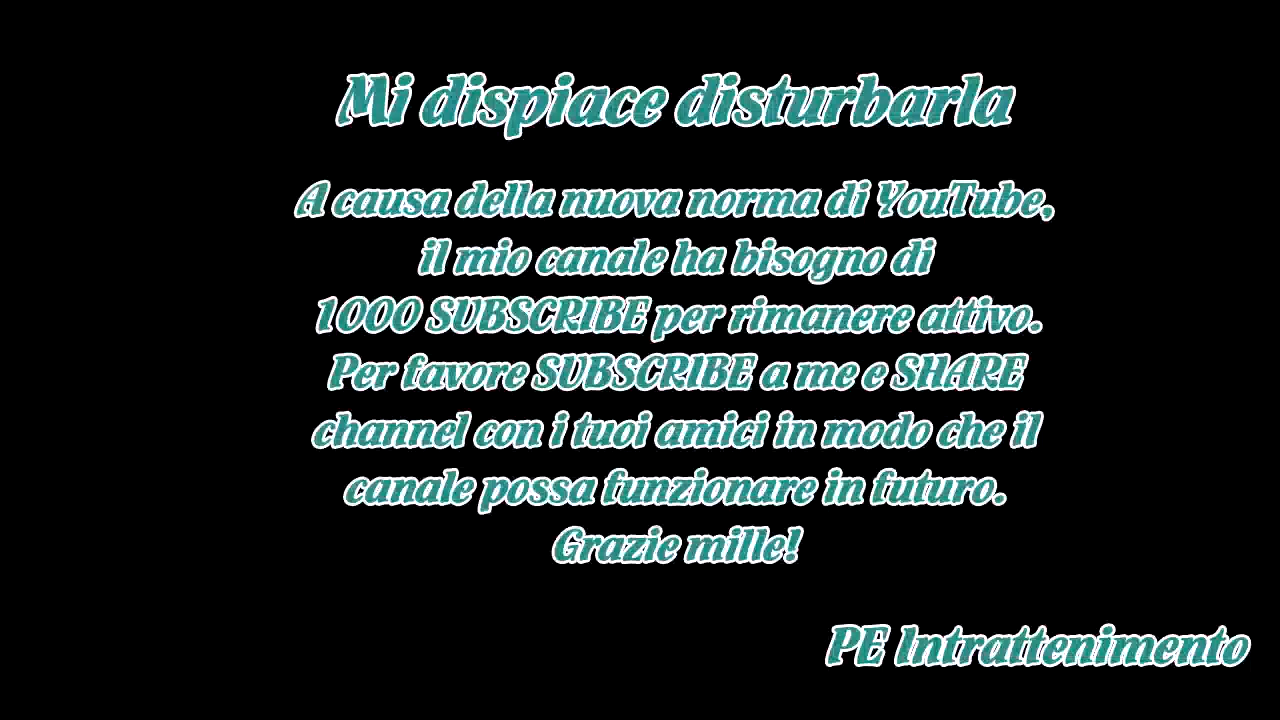 Mi dispiace disturbarla
A causa della nuova norma di YouTube,
il mio canale ha bisogno di
1000 SUBSCRIBE per rimanere attivo.
Per favore SUBSCRIBE a me e SHARE
channel con i tuoi amici in modo che il
canale possa funzionare in futuro.
Grazie mille!
PE Intrattenimento